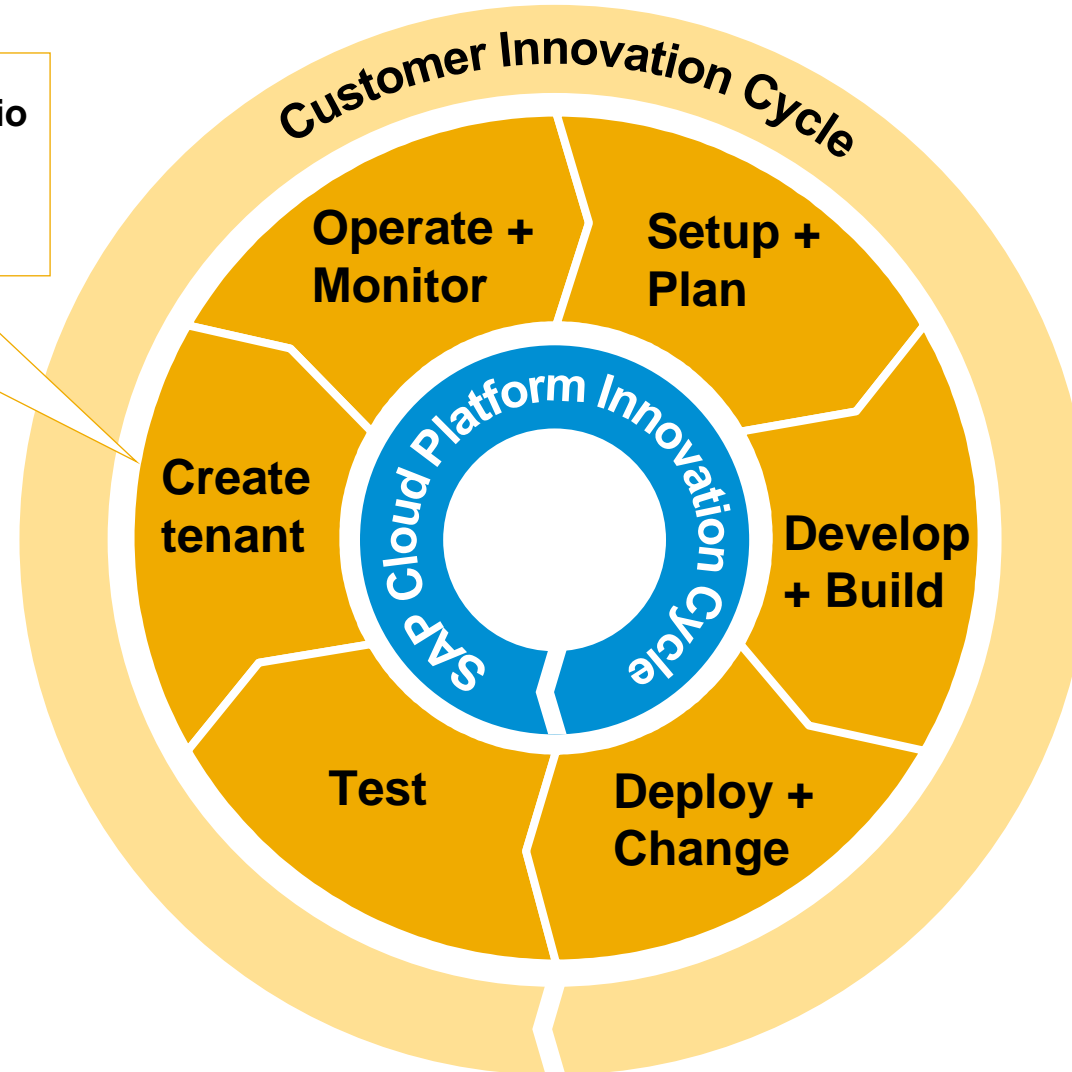 Customer Innovation Cycle
Operate +
Monitor
Setup +
Plan
SAP Cloud Platform Innovation Cycle
Create
tenant
Develop
+ Build
Test
Deploy +
Change